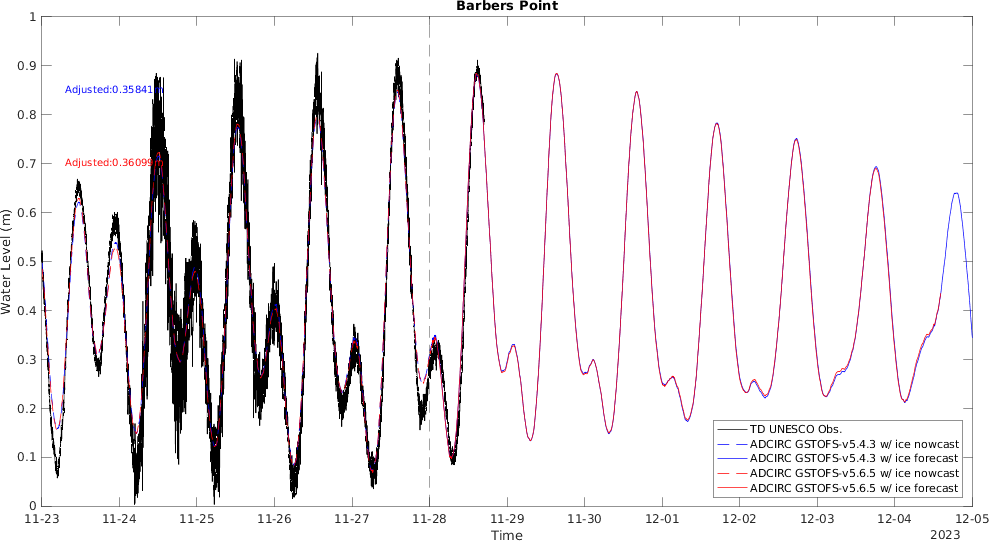 Barbers Point
1
0.9
0.8
0.7
0.6
0.5
0.4
0.3
0.2
0.1
0
Water Level (m)
Adjusted:0.35841 m
Adjusted:0.36099 m
TD UNESCO Obs.
ADCIRC GSTOFS-v5.4.3 w/ ice nowcast
ADCIRC GSTOFS-v5.4.3 w/ ice forecast
ADCIRC GSTOFS-v5.6.5 w/ ice nowcast
ADCIRC GSTOFS-v5.6.5 w/ ice forecast
11-23 11-24 11-25 11-26 11-27 11-28 11-29 11-30 12-01 12-02 12-03 12-04 12-05
Time
2023